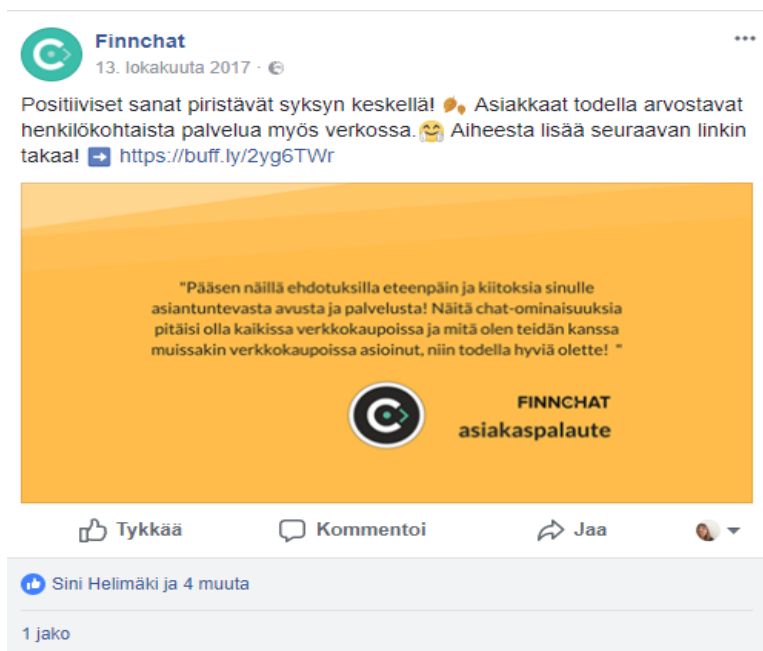 Finnchat
13. lokakuuta 2017 ·
Positiiviset sanat piristävät syksyn keskellä! 🍂 Asiakkaat todella arvostavat
henkilökohtaista palvelua myös verkossa.🤗 Aiheesta lisää seuraavan linkin
takaa! ➡ https://buff.ly/2yg6TWr
"Pääsen näillä ehdotuksilla eteenpäin ja kiitoksia sinulle
asiantuntevasta avusta ja palvelusta! Näitä chat-ominaisuuksia
pitäisi olla kaikissa verkkokaupoissa ja mitä olen teidän kanssa
muissakin verkkokaupoissa asioinut, niin todella hyviä olette! "
FINNCHAT
asiakaspalaute
Tykkää Kommentoi Jaa
Sini Helimäki ja 4 muuta
1 jako